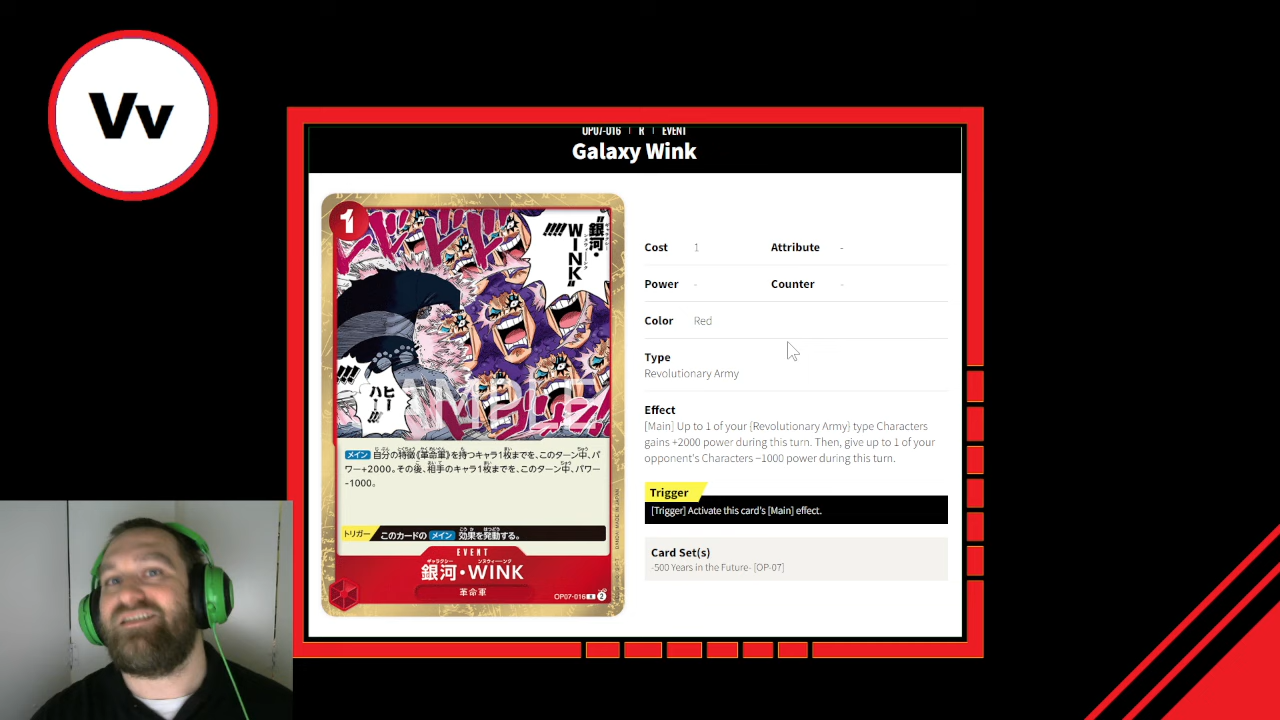 Vv
OP07-016 | R | EVENT
Galaxy Wink
1
"銀河・
WINK"
!!!!
ヒーハー!!
!!!
SAMPLE
メイン 自分の特徴《革命軍》を持つキャラ1枚までを、このターン中、パ
ワー+2000。その後、相手のキャラ1枚までを、このターン中、パワー
-1000。
トリガー このカードの メイン 効果を発動する。
EVENT
銀河・WINK
革命軍
OP07-016 R
2
Cost 1 Attribute -
Power - Counter -
Color Red
Type
Revolutionary Army
Effect
[Main] Up to 1 of your {Revolutionary Army} type Characters
gains +2000 power during this turn. Then, give up to 1 of your
opponent's Characters −1000 power during this turn.
Trigger
[Trigger] Activate this card's [Main] effect.
Card Set(s)
-500 Years in the Future- [OP-07]